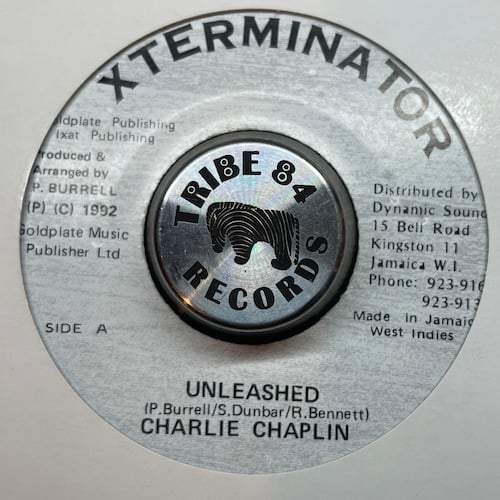 XTERMINATOR
Goldplate Publishing
Ixat Publishing
Produced &
Arranged by
P. BURRELL
(P) (C) 1992
Goldplate Music
Publisher Ltd.
SIDE A
TRIBE 84
RECORDS
Distributed by
Dynamic Sound
15 Bell Road
Kingston 11
Jamaica W.I.
Phone: 923-916
923-913
Made in Jamaic
West Indies
UNLEASHED
(P.Burrell/S.Dunbar/R.Bennett)
CHARLIE CHAPLIN